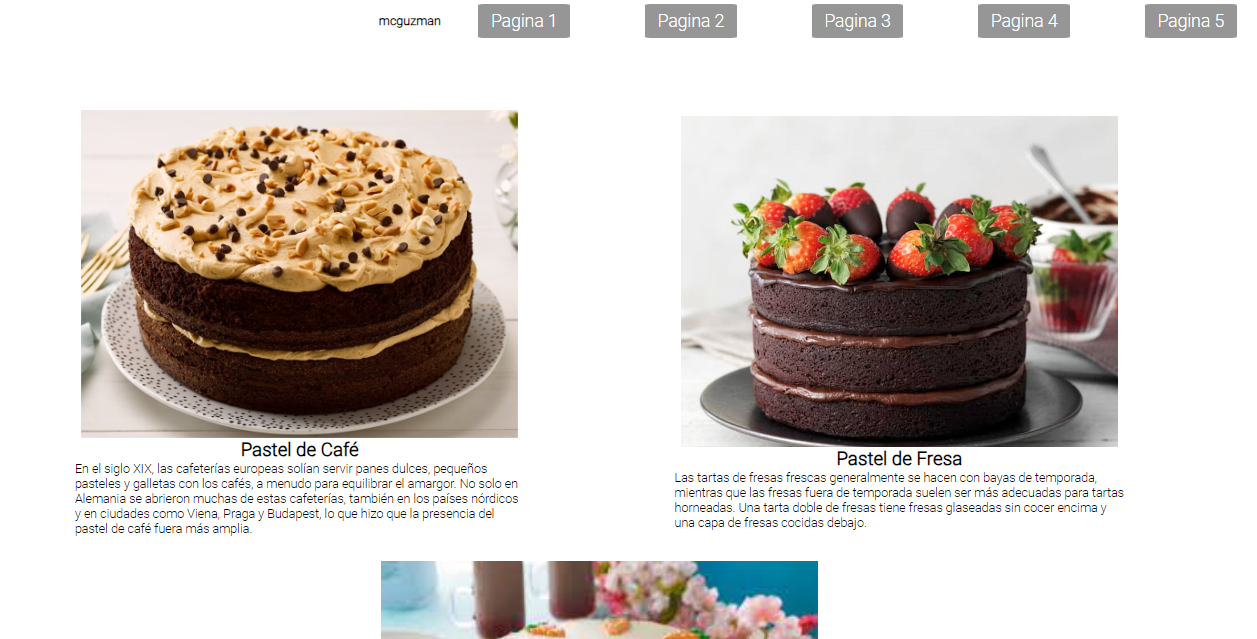 mcguzman
Pagina 1
Pagina 2
Pagina 3
Pagina 4
Pagina 5
Pastel de Café
En el siglo XIX, las cafeterías europeas solían servir panes dulces, pequeños
pasteles y galletas con los cafés, a menudo para equilibrar el amargor. No solo en
Alemania se abrieron muchas de estas cafeterías, también en los países nórdicos
y en ciudades como Viena, Praga y Budapest, lo que hizo que la presencia del
pastel de café fuera más amplia.
Pastel de Fresa
Las tartas de fresas frescas generalmente se hacen con bayas de temporada,
mientras que las fresas fuera de temporada suelen ser más adecuadas para tartas
horneadas. Una tarta doble de fresas tiene fresas glaseadas sin cocer encima y
una capa de fresas cocidas debajo.